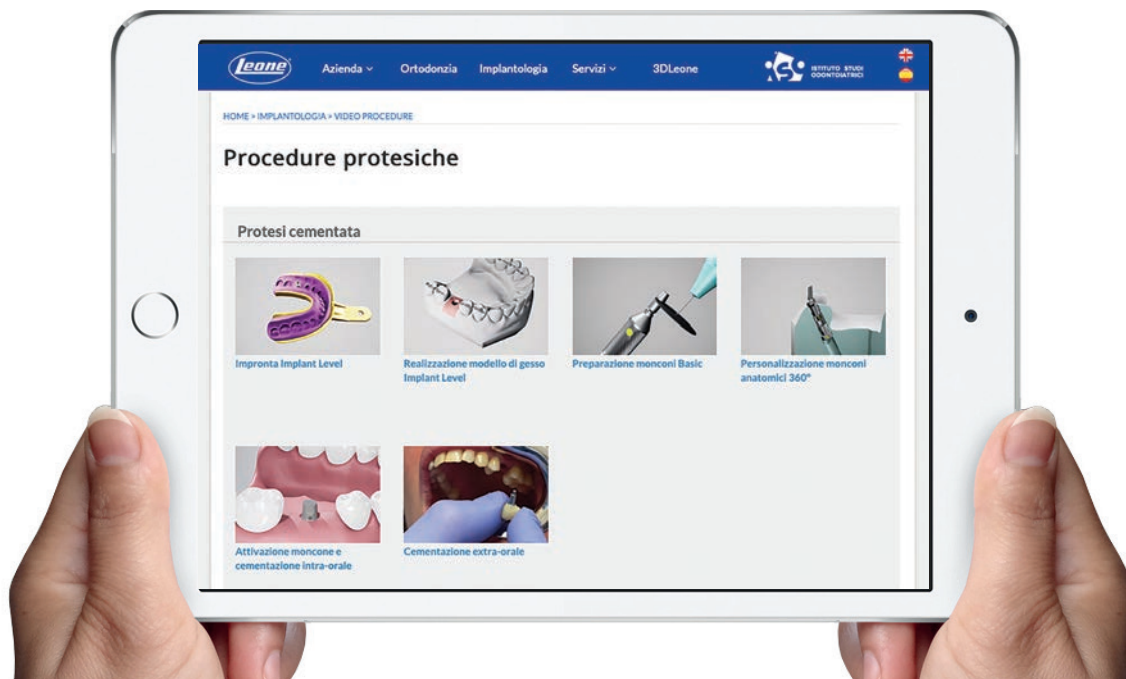 Leone
Azienda
Ortodonzia
Implantologia
Servizi
3DLeone
ISTITUTO STUDI
ODONTOIATRICI
HOME » IMPLANTOLOGIA » VIDEO PROCEDURE
Procedure protesiche
Protesi cementata
Impronta Implant Level
Realizzazione modello di gesso
Implant Level
Preparazione monconi Basic
Personalizzazione monconi
anatomici 360°
Attivazione moncone e
cementazione intra-orale
Cementazione extra-orale